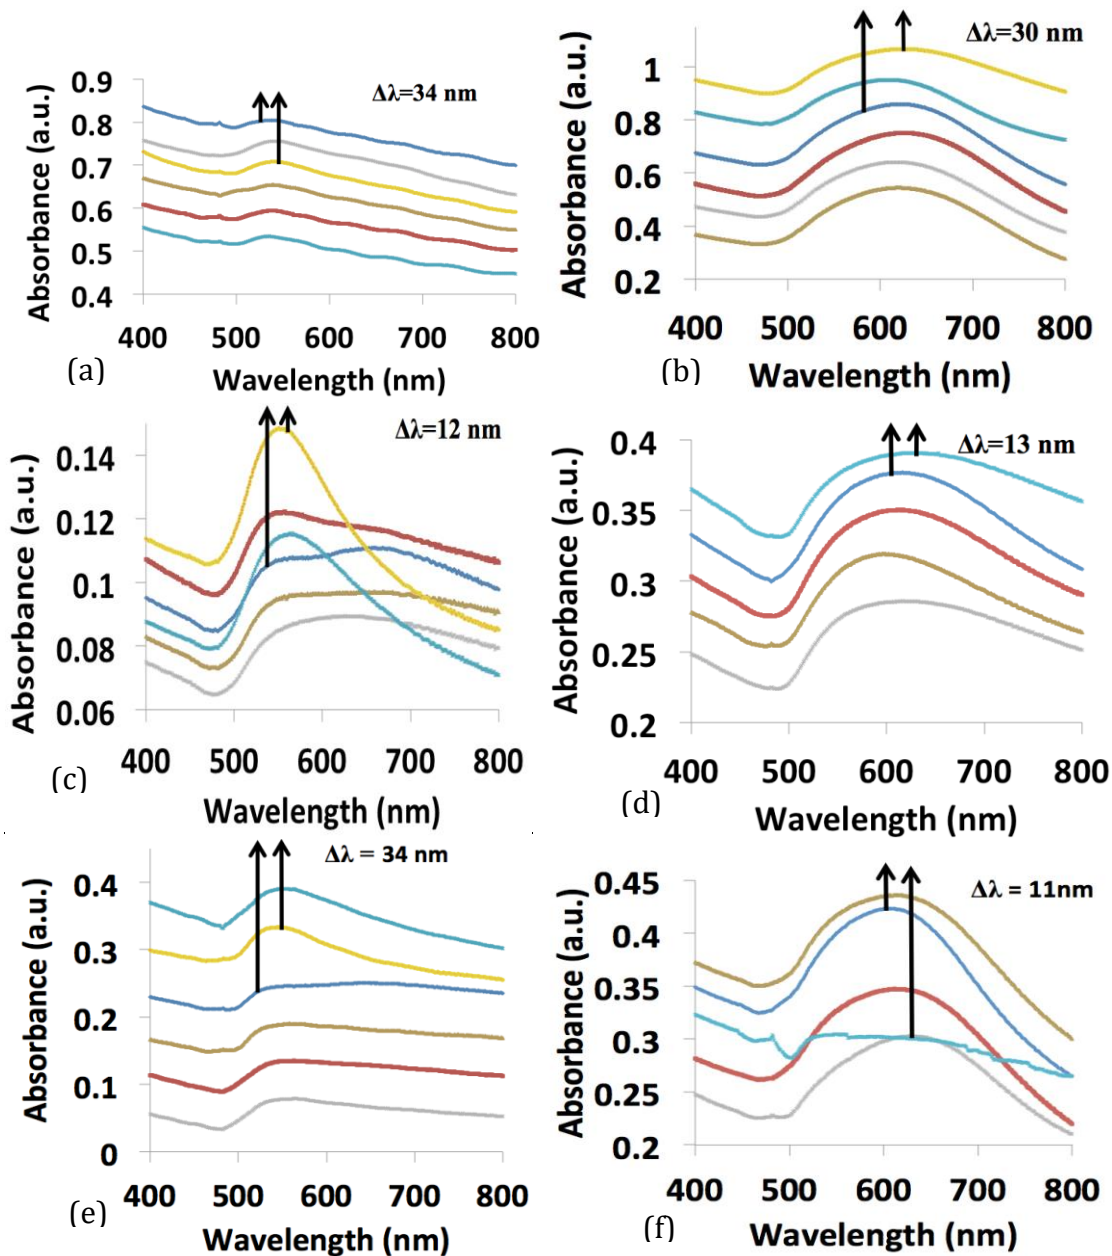 Δλ=34 nm
Absorbance (a.u.)
0.9
0.8
0.7
0.6
0.5
0.4
400 500 600 700 800
Wavelength (nm)
(a)
Δλ=30 nm
Absorbance (a.u.)
1
0.8
0.6
0.4
0.2
400 500 600 700 800
Wavelength (nm)
(b)
Δλ=12 nm
Absorbance (a.u.)
0.14
0.12
0.1
0.08
0.06
400 500 600 700 800
Wavelength (nm)
(c)
Δλ=13 nm
Absorbance (a.u.)
0.4
0.35
0.3
0.25
0.2
400 500 600 700 800
Wavelength (nm)
(d)
Δλ = 34 nm
Absorbance (a.u.)
0.4
0.3
0.2
0.1
0
400 500 600 700 800
Wavelength (nm)
(e)
Δλ = 11nm
Absorbance (a.u.)
0.45
0.4
0.35
0.3
0.25
0.2
400 500 600 700 800
Wavelength (nm)
(f)